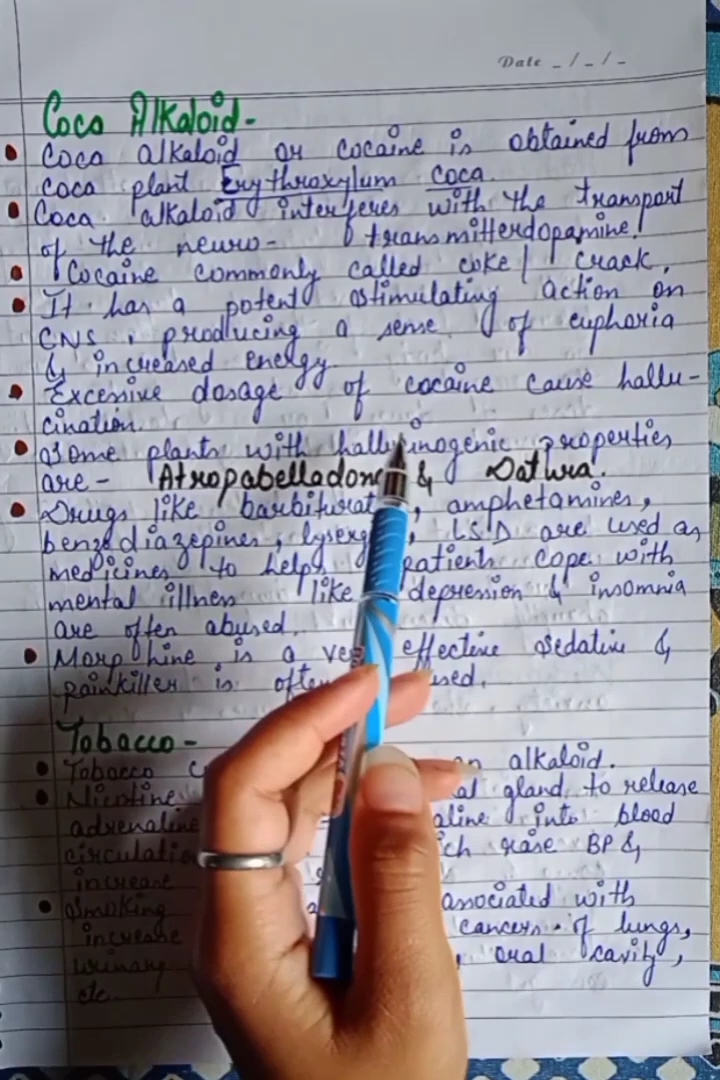 Date _/_/_
Coca Alkaloid-
Coca alkaloid or cocaine is obtained from
coca plant Erythroxylum coca.
Coca alkaloid interferes with the transport
of the neuro- transmitterdopamine.
Cocaine commonly called coke/ crack.
It has a potent stimulating action on
CNS, producing a sense of euphoria
& increased energy
Excessive dosage of cocaine cause hallu-
cination.
Some plants with hallucinogenic properties
are- Atropabelladona & Datura.
Drugs like barbiturat , amphetamines,
benzodiazepines, lyserg , LSD are used as
medicines to help patients cope with
mental illness like depression & insomnia
are often abused.
Morphine is a very effective sedative &
painkiller is often used.
Tobacco-
Tobacco alkaloid.
Nicotine gland to release
adrenaline into blood
circulation raise BP &
increase
Smoking associated with
increase cancers of lungs,
urinary , oral cavity,
etc